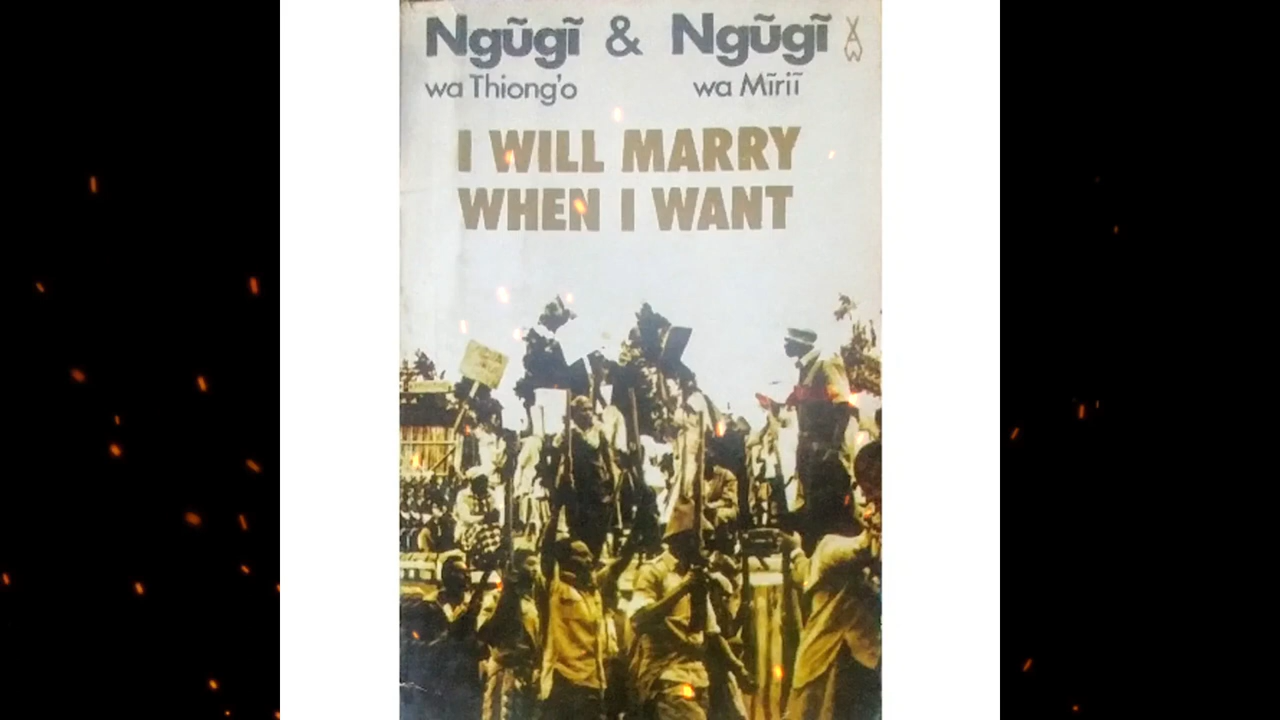 Ngũgĩ & Ngũgĩ
wa Thiong'o wa Mĩriĩ
I WILL MARRY
WHEN I WANT